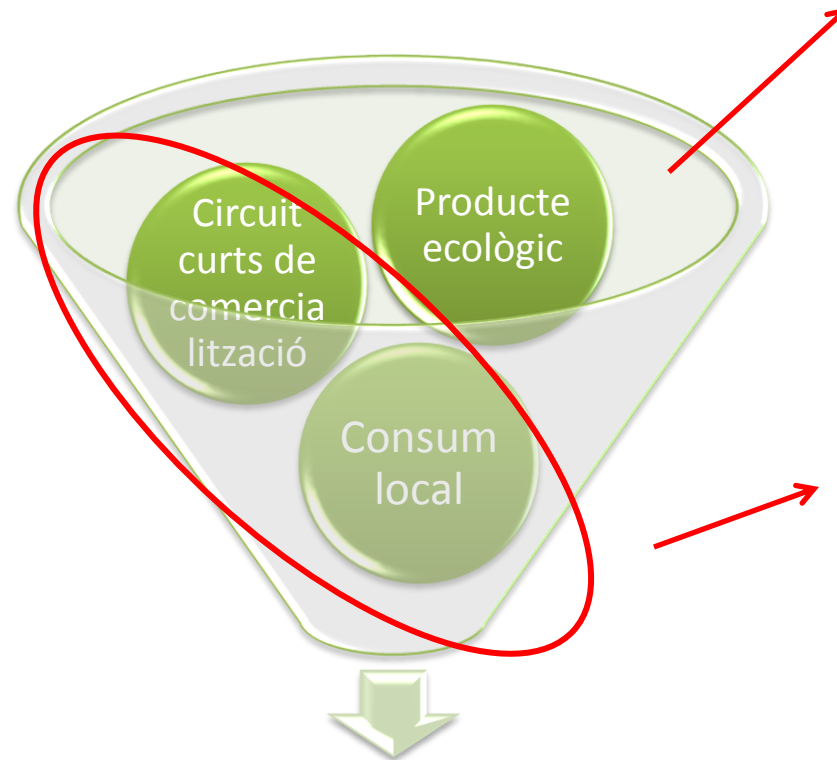 Circuit
curts de
comercia
lització
Producte
ecològic
Consum
local